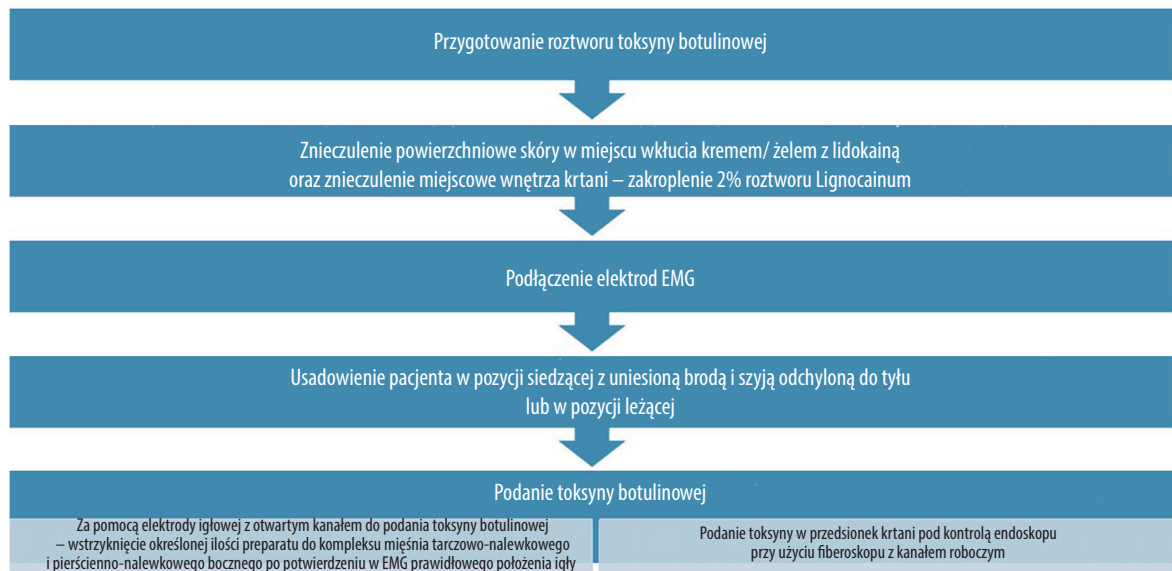 Przygotowanie roztworu toksyny botulinowej
Znieczulenie powierzchniowe skóry w miejscu wkłucia kremem/ żelem z lidokainą
oraz znieczulenie miejscowe wnętrza krtani – zakroplenie 2% roztworu Lignocainum
Podłączenie elektrod EMG
Usadowienie pacjenta w pozycji siedzącej z uniesioną brodą i szyją odchyloną do tyłu
lub w pozycji leżącej
Podanie toksyny botulinowej
Za pomocą elektrody igłowej z otwartym kanałem do podania toksyny botulinowej
– wstrzyknięcie określonej ilości preparatu do kompleksu mięśnia tarczowo-nalewkowego
i pierścienno-nalewkowego bocznego po potwierdzeniu w EMG prawidłowego położenia igły
Podanie toksyny w przedsionek krtani pod kontrolą endoskopu
przy użyciu fiberoskopu z kanałem roboczym